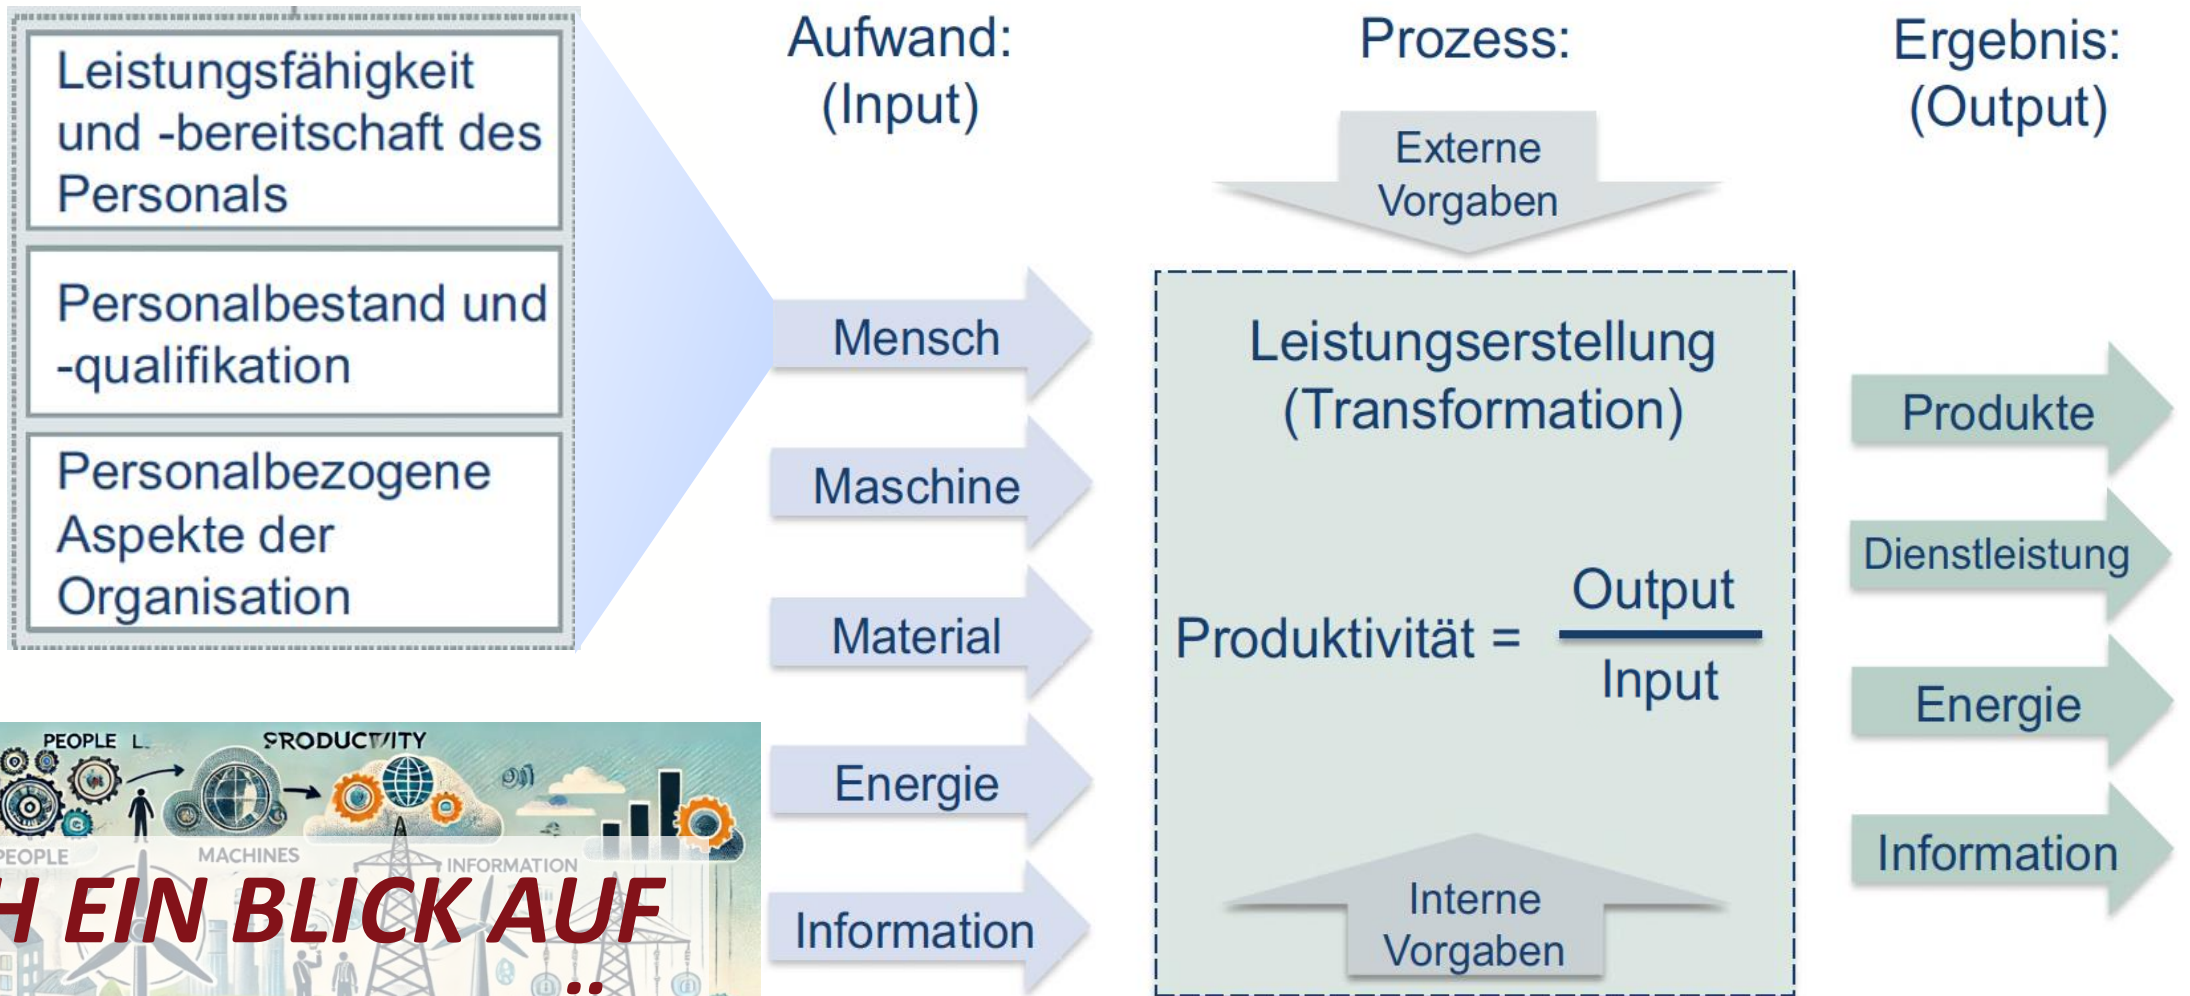 Leistungsfähigkeit
und -bereitschaft des
Personals
Personalbestand und
-qualifikation
Personalbezogene
Aspekte der
Organisation
Aufwand:
(Input)
Mensch
Maschine
Material
Energie
Information
Prozess:
Externe
Vorgaben
Leistungserstellung
(Transformation)
Produktivität =
Output
Input
Interne
Vorgaben
Ergebnis:
(Output)
Produkte
Dienstleistung
Energie
Information
PEOPLE
PRODUCTIVITY
PEOPLE
MACHINES
INFORMATION
H EIN BLICK AUF